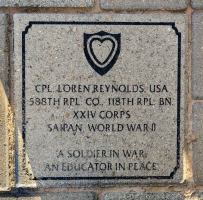 CPL. LOREN REYNOLDS, USA
588TH RPL. CO., 118TH RPL. BN.
XXIV CORPS
SAIPAN, WORLD WAR II
"A SOLDIER IN WAR,
AN EDUCATOR IN PEACE"